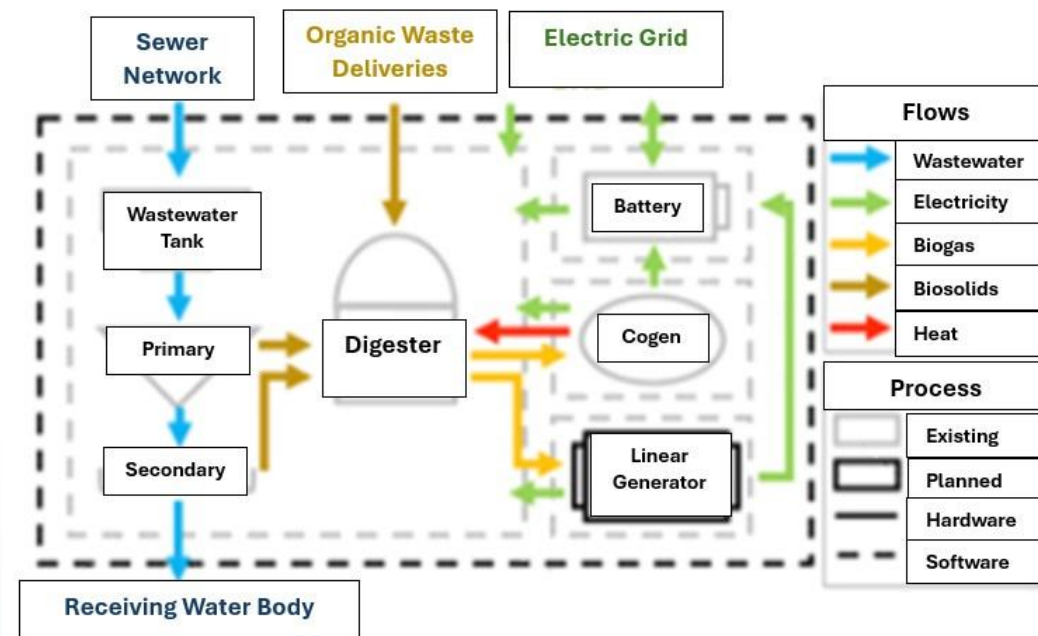 Sewer
Network
Organic Waste
Deliveries
Electric Grid
Flows
Wastewater
Electricity
Biogas
Biosolids
Heat
Process
Existing
Planned
Hardware
Software
Wastewater
Tank
Battery
Primary
Digester
Cogen
Secondary
Linear
Generator
Receiving Water Body